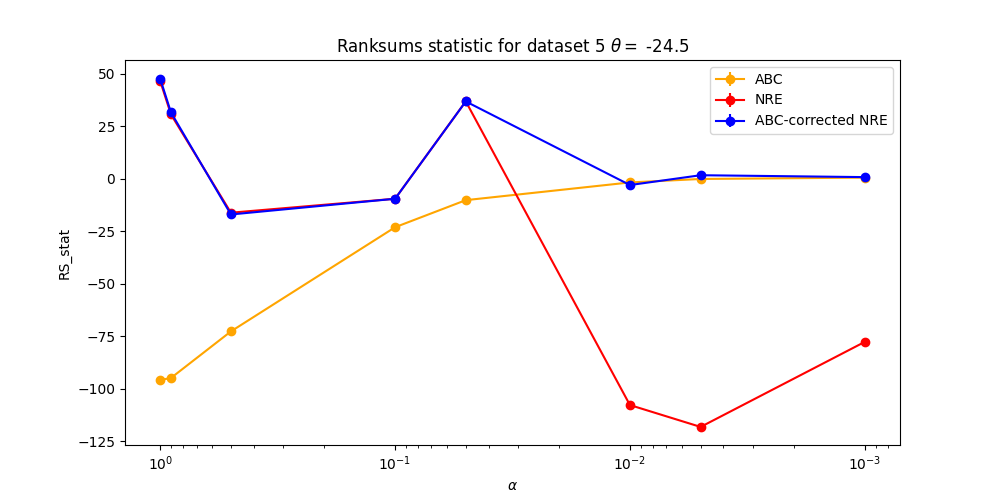 Ranksums statistic for dataset 5 θ = -24.5
ABC
NRE
ABC-corrected NRE
RS_stat
50
25
0
−25
−50
−75
−100
−125
10⁰
10⁻¹
10⁻²
10⁻³
α